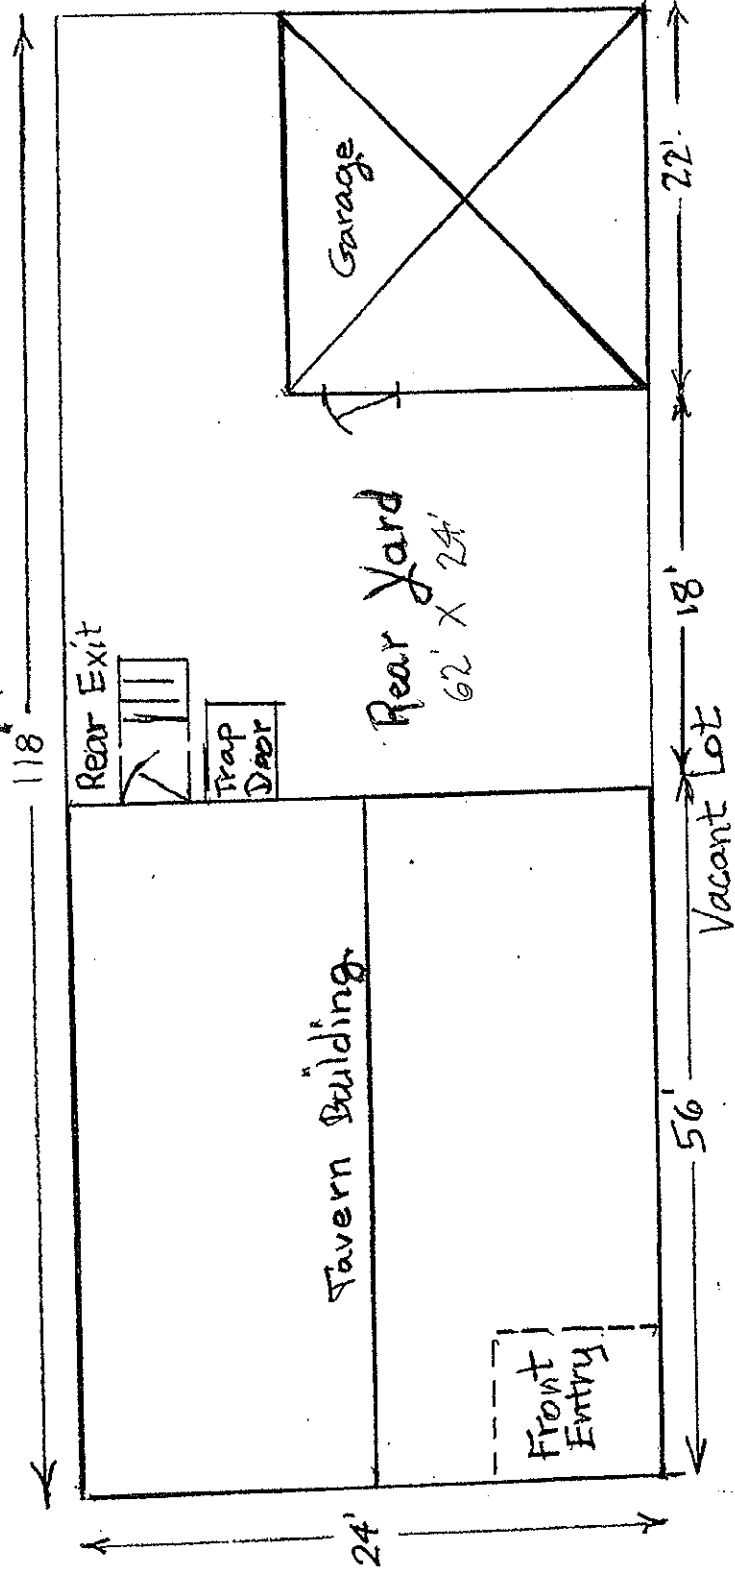 118'
Rear Exit
Trap
Door
Garage
Rear Yard
62' X 24'
22'
18'
Vacant Lot
56'
Tavern Building
Front
Entry
24'